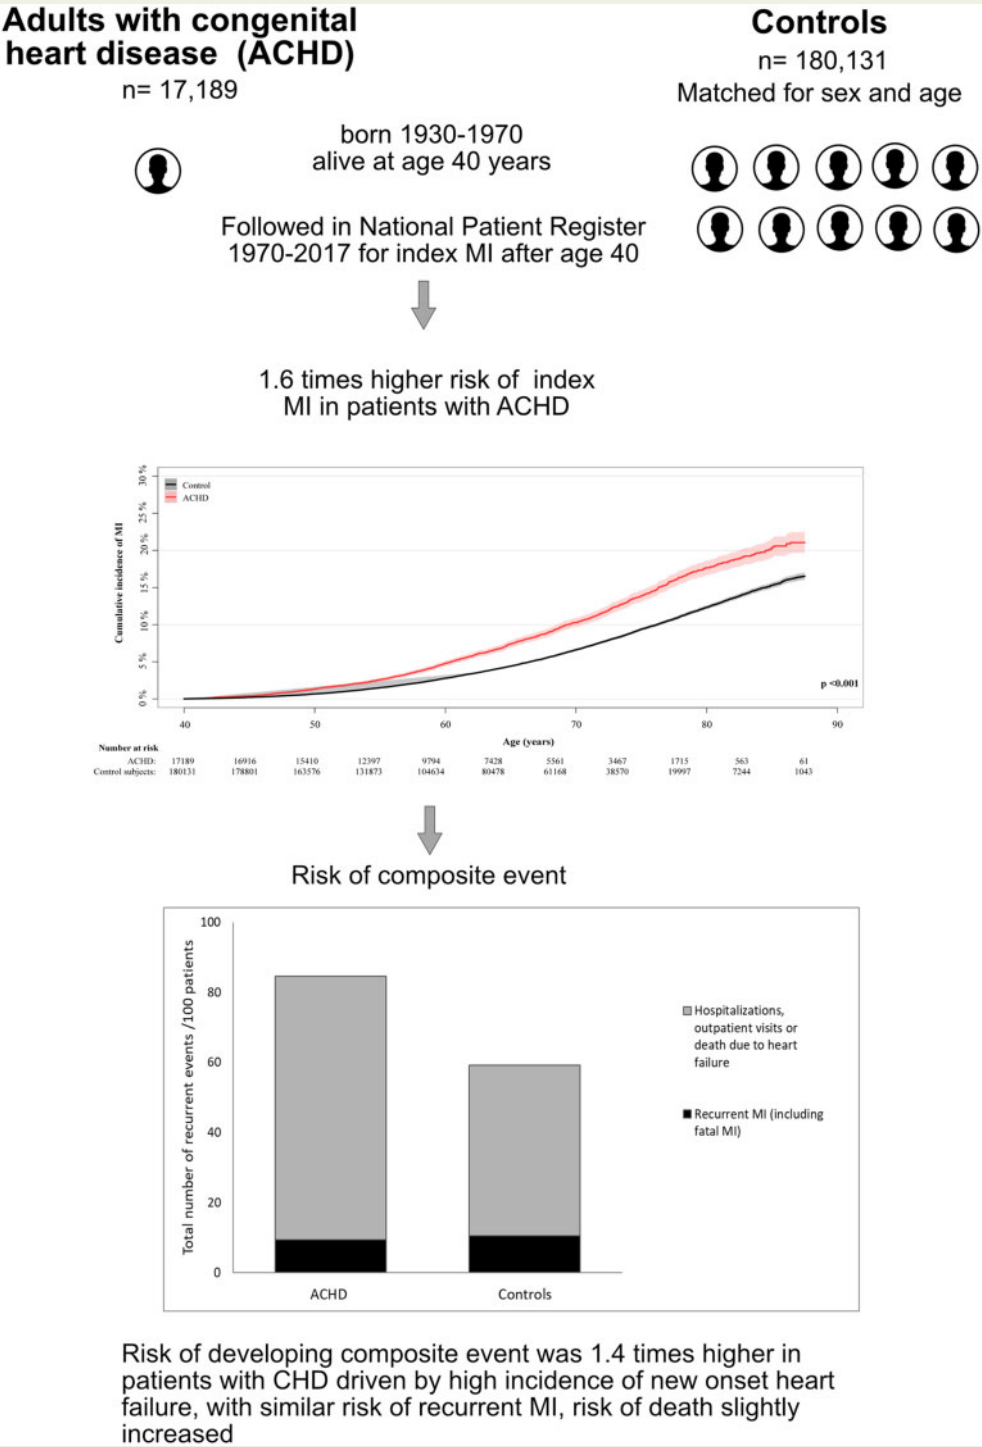 Adults with congenital
heart disease (ACHD)
n= 17,189
Controls
n= 180,131
Matched for sex and age
born 1930-1970
alive at age 40 years
Followed in National Patient Register
1970-2017 for index MI after age 40
1.6 times higher risk of index
MI in patients with ACHD
Cumulative incidence of MI
30 %
25 %
20 %
15 %
10 %
5 %
0 %
Control
ACHD
p <0.001
40 50 60 70 80 90
Age (years)
Number at risk
ACHD: 17189 16916 15410 12397 9794 7428 5561 3467 1715 563 61
Control subjects: 180131 178801 163576 131873 104634 80478 61168 38570 19997 7244 1043
Risk of composite event
Total number of recurrent events /100 patients
100
80
60
40
20
0
ACHD Controls
Hospitalizations,
outpatient visits or
death due to heart
failure
Recurrent MI (including
fatal MI)
Risk of developing composite event was 1.4 times higher in
patients with CHD driven by high incidence of new onset heart
failure, with similar risk of recurrent MI, risk of death slightly
increased